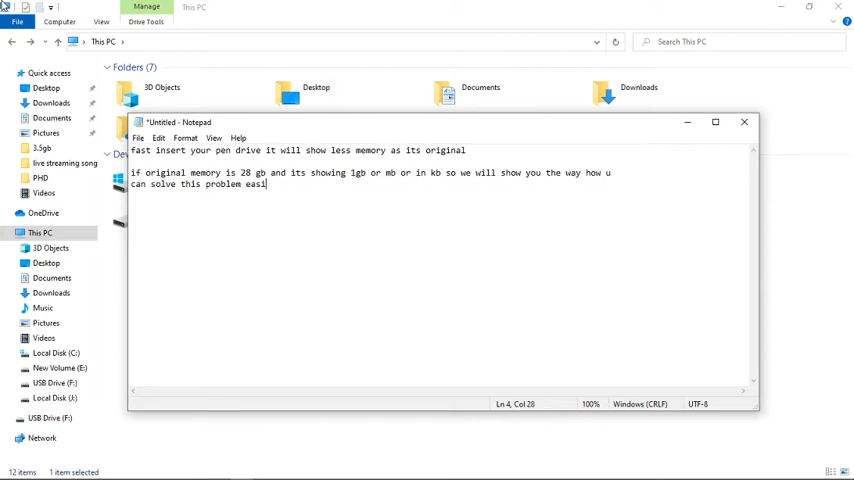 Manage
This PC
File
Computer
View
Drive Tools
This PC
Search This PC
Quick access
Desktop
Downloads
Documents
Pictures
3.5gb
live streaming song
PHD
Videos
OneDrive
This PC
3D Objects
Desktop
Documents
Downloads
Music
Pictures
Videos
Local Disk (C:)
New Volume (E:)
USB Drive (F:)
Local Disk (J:)
USB Drive (F:)
Network
Folders (7)
3D Objects
Desktop
Documents
Downloads
*Untitled - Notepad
File Edit Format View Help
fast insert your pen drive it will show less memory as its original
if original memory is 28 gb and its showing 1gb or mb or in kb so we will show you the way how u
can solve this problem easi
Ln 4, Col 28
100%
Windows (CRLF)
UTF-8
12 items
1 item selected